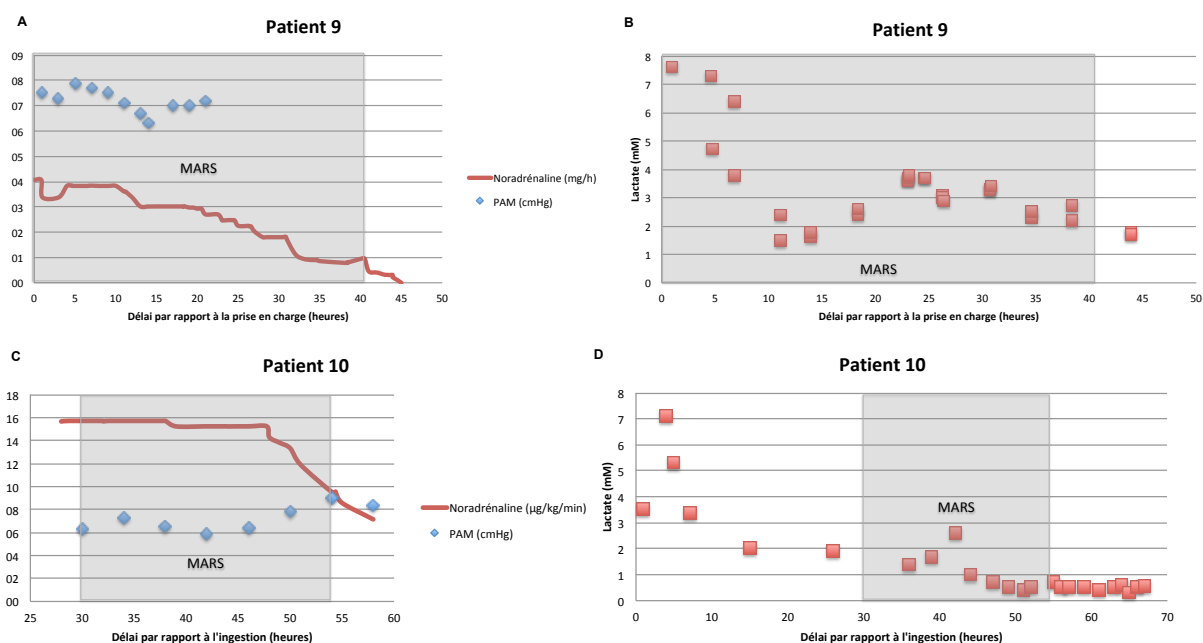 A
Patient 9
09
08
07
06
05
04
03
02
01
00
MARS
0 5 10 15 20 25 30 35 40 45 50
Délai par rapport à la prise en charge (heures)
Noradrénaline (mg/h)
PAM (cmHg)
B
Patient 9
Lactate (mM)
8
7
6
5
4
3
2
1
0
MARS
0 5 10 15 20 25 30 35 40 45 50
Délai par rapport à la prise en charge (heures)
C
Patient 10
18
16
14
12
10
08
06
04
02
00
MARS
25 30 35 40 45 50 55 60
Délai par rapport à l'ingestion (heures)
Noradrénaline (µg/kg/min)
PAM (cmHg)
D
Patient 10
Lactate (mM)
8
7
6
5
4
3
2
1
0
MARS
0 10 20 30 40 50 60 70
Délai par rapport à l'ingestion (heures)